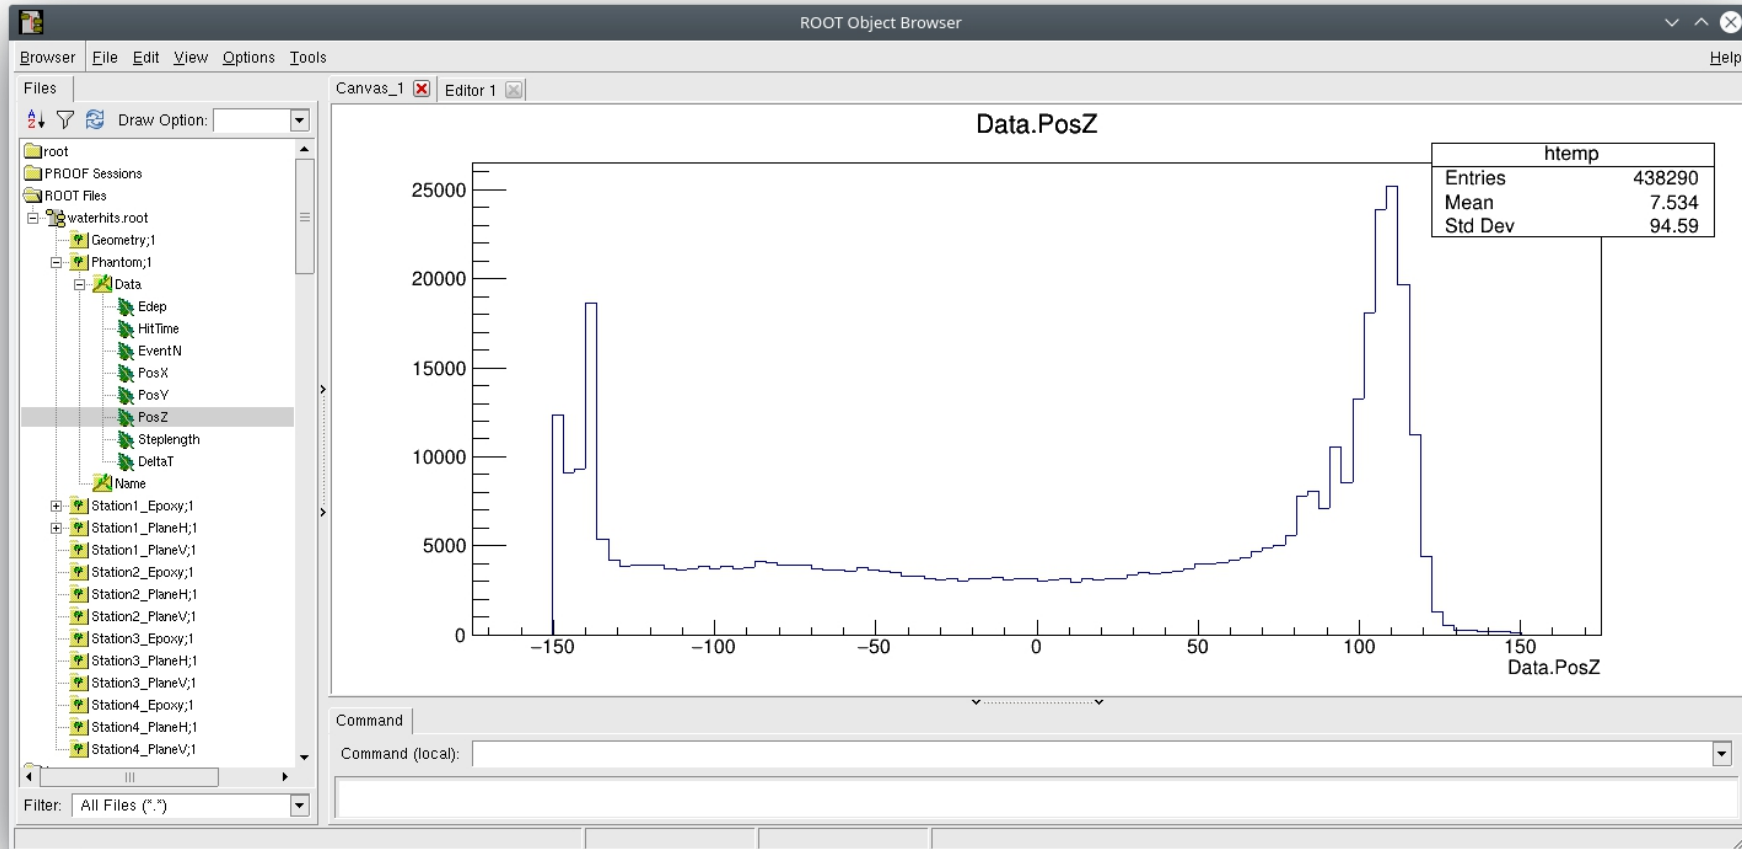 ROOT Object Browser
Browser File Edit View Options Tools Help
Files
Draw Option:
root
PROOF Sessions
ROOT Files
waterhits.root
Geometry;1
Phantom;1
Data
Edep
HitTime
EventN
PosX
PosY
PosZ
Steplength
DeltaT
Name
Station1_Epoxy;1
Station1_PlaneH;1
Station1_PlaneV;1
Station2_Epoxy;1
Station2_PlaneH;1
Station2_PlaneV;1
Station3_Epoxy;1
Station3_PlaneH;1
Station3_PlaneV;1
Station4_Epoxy;1
Station4_PlaneH;1
Station4_PlaneV;1
Filter: All Files (*.*)
Canvas_1 Editor 1
Data.PosZ
htemp
Entries 438290
Mean 7.534
Std Dev 94.59
25000
20000
15000
10000
5000
0
−150 −100 −50 0 50 100 150
Data.PosZ
Command
Command (local):